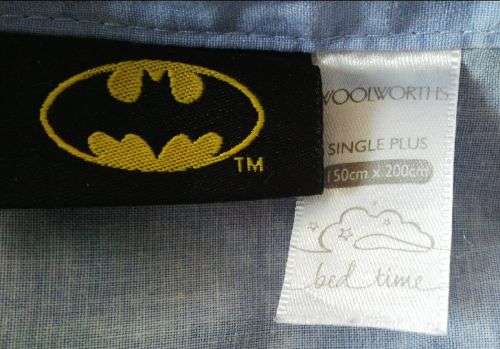 TM
WOOLWORTHS
SINGLE PLUS
150cm x 200cm
bed time